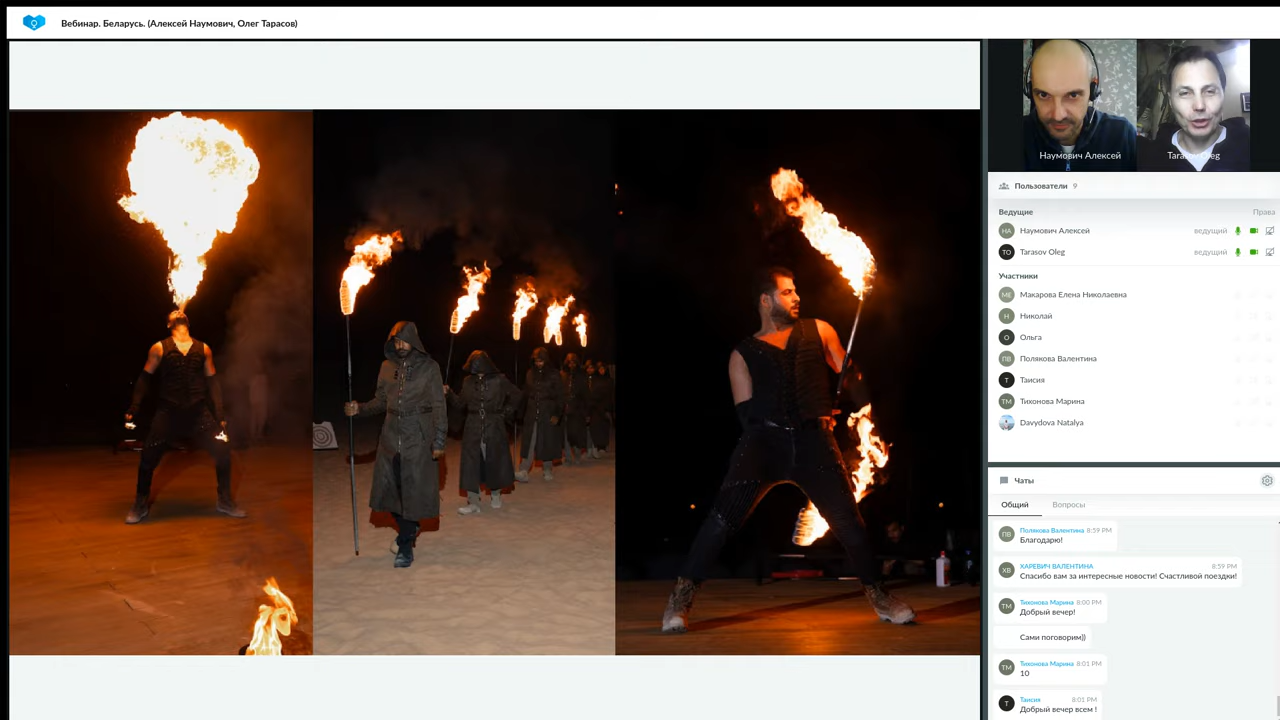 Вебинар. Беларусь. (Алексей Наумович, Олег Тарасов)
Наумович Алексей
Tarasov Oleg
Пользователи 9
Ведущие Права
НА Наумович Алексей ведущий
TO Tarasov Oleg ведущий
Участники
МЕ Макарова Елена Николаевна
Н Николай
О Ольга
ПВ Полякова Валентина
Т Таисия
ТМ Тихонова Марина
Davydova Natalya
Чаты
Общий Вопросы
ПВ Полякова Валентина 8:59 PM
Благодарю!
ХВ ХАРЕВИЧ ВАЛЕНТИНА 8:59 PM
Спасибо вам за интересные новости! Счастливой поездки!
ТМ Тихонова Марина 8:00 PM
Добрый вечер!
Сами поговорим))
ТМ Тихонова Марина 8:01 PM
10
Т Таисия 8:01 PM
Добрый вечер всем !